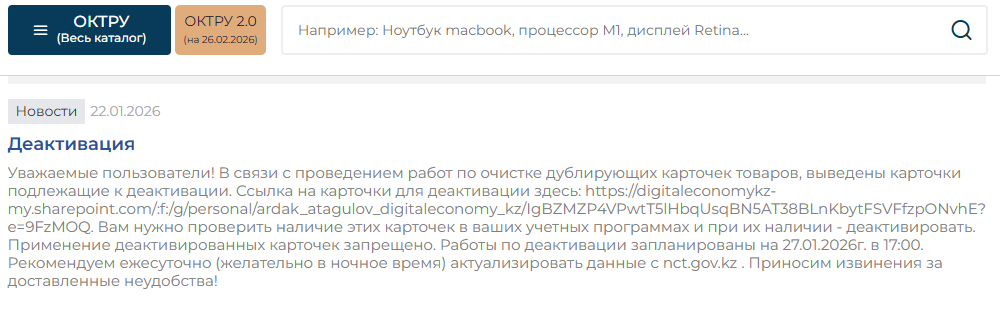 ОКТРУ
(Весь каталог)
ОКТРУ 2.0
(на 26.02.2026)
Например: Ноутбук macbook, процессор M1, дисплей Retina...
Новости 22.01.2026
Деактивация
Уважаемые пользователи! В связи с проведением работ по очистке дублирующих карточек товаров, выведены карточки
подлежащие к деактивации. Ссылка на карточки для деактивации здесь: https://digitaleconomykz-
my.sharepoint.com/:f:/g/personal/ardak_atagulov_digitaleconomy_kz/IgBZMZP4VPwtT5lHbqUsqBN5AT38BLnKbytFSVFfzpONvhE?
e=9FzMOQ. Вам нужно проверить наличие этих карточек в ваших учетных программах и при их наличии - деактивировать.
Применение деактивированных карточек запрещено. Работы по деактивации запланированы на 27.01.2026г. в 17:00.
Рекомендуем ежесуточно (желательно в ночное время) актуализировать данные с nct.gov.kz . Приносим извинения за
доставленные неудобства!